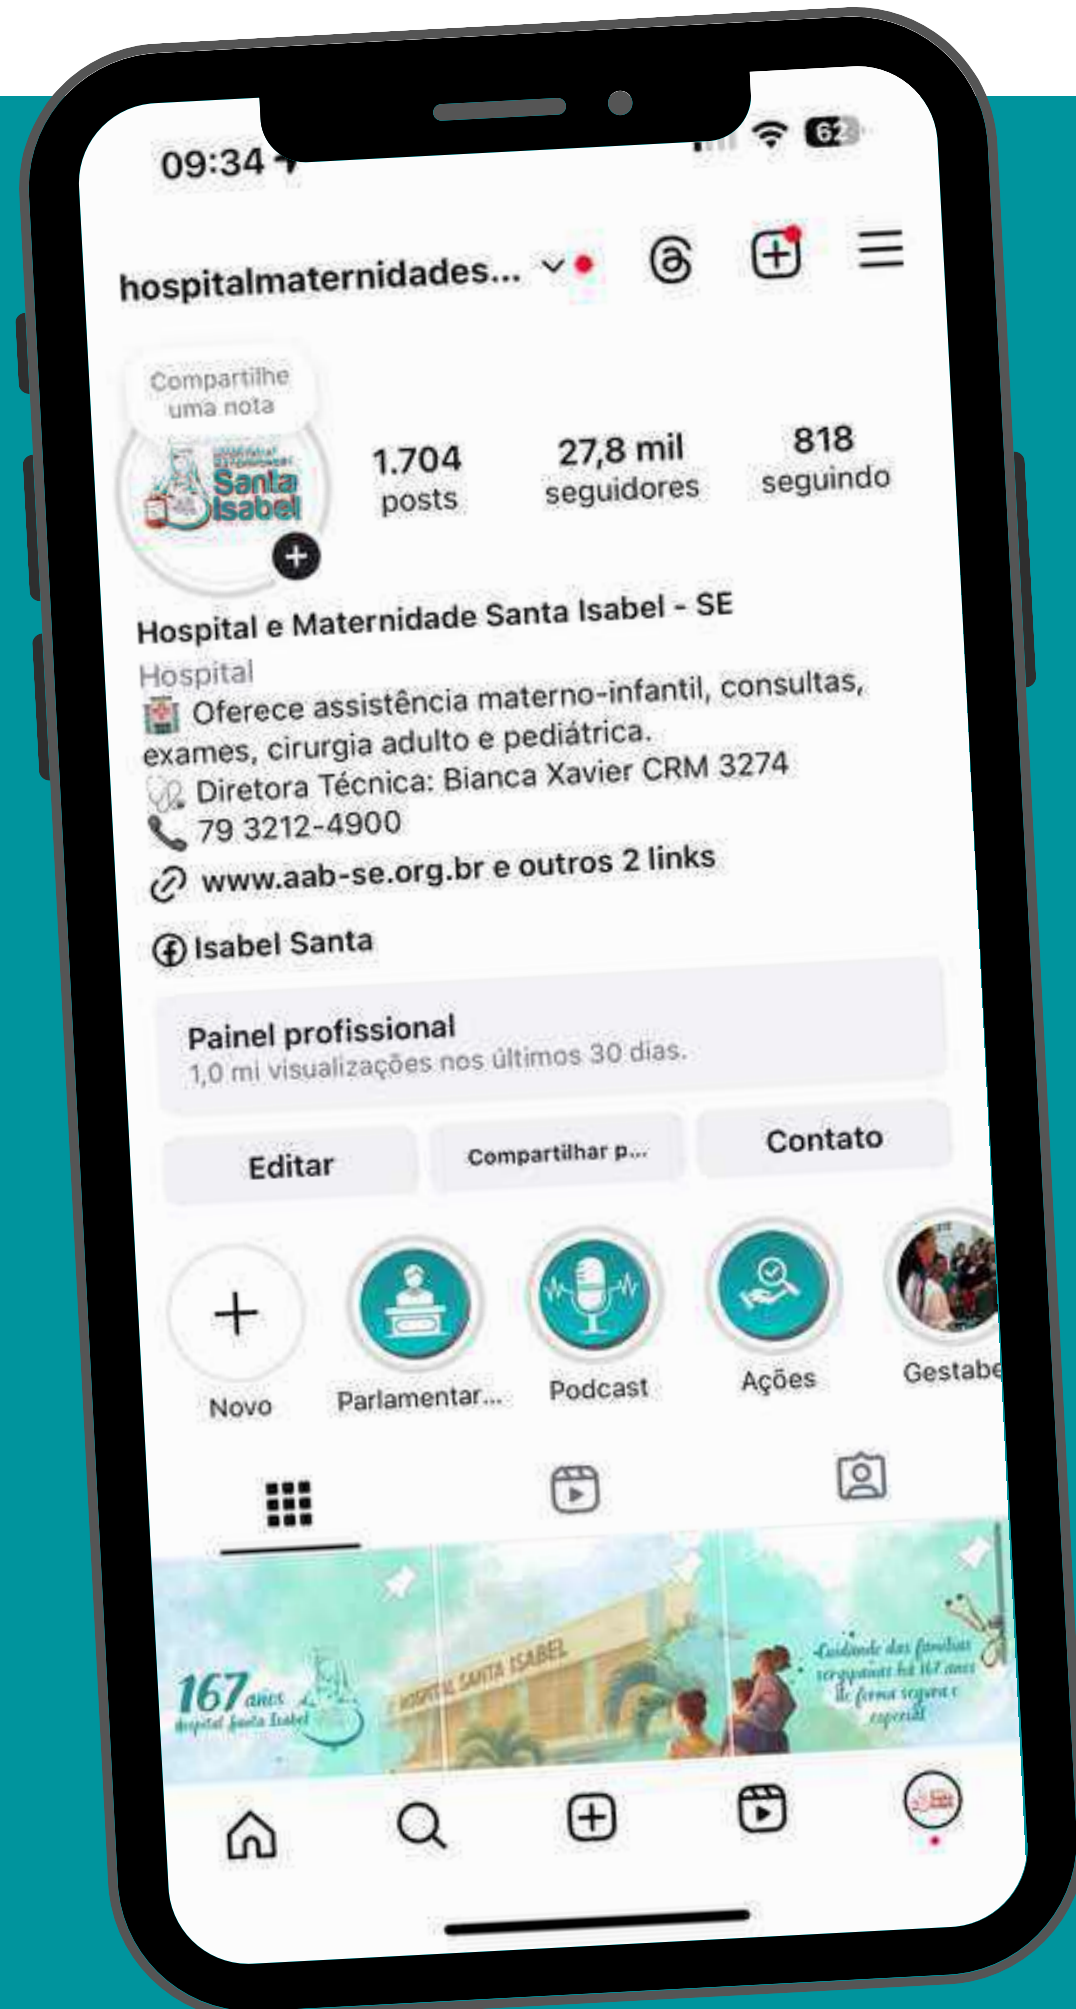 09:34
62
hospitalmaternidades...
Compartilhe
uma nota
Santa
Isabel
1.704
posts
27,8 mil
seguidores
818
seguindo
Hospital e Maternidade Santa Isabel - SE
Hospital
Oferece assistência materno-infantil, consultas,
exames, cirurgia adulto e pediátrica.
Diretora Técnica: Bianca Xavier CRM 3274
79 3212-4900
www.aab-se.org.br e outros 2 links
Isabel Santa
Painel profissional
1,0 mi visualizações nos últimos 30 dias.
Editar
Compartilhar p...
Contato
Novo
Parlamentar...
Podcast
Ações
Gestabe
167 anos
Hospital Santa Isabel
HOSPITAL SANTA ISABEL
Cuidando das famílias
sergipanas há 167 anos
de forma segura e
especial